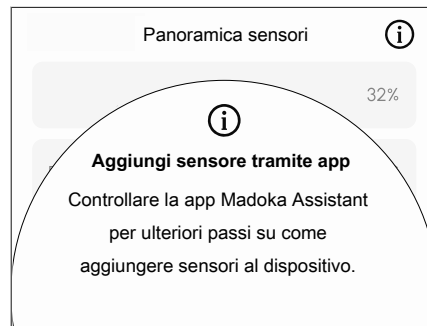 Panoramica sensori
32%
Aggiungi sensore tramite app
Controllare la app Madoka Assistant
per ulteriori passi su come
aggiungere sensori al dispositivo.